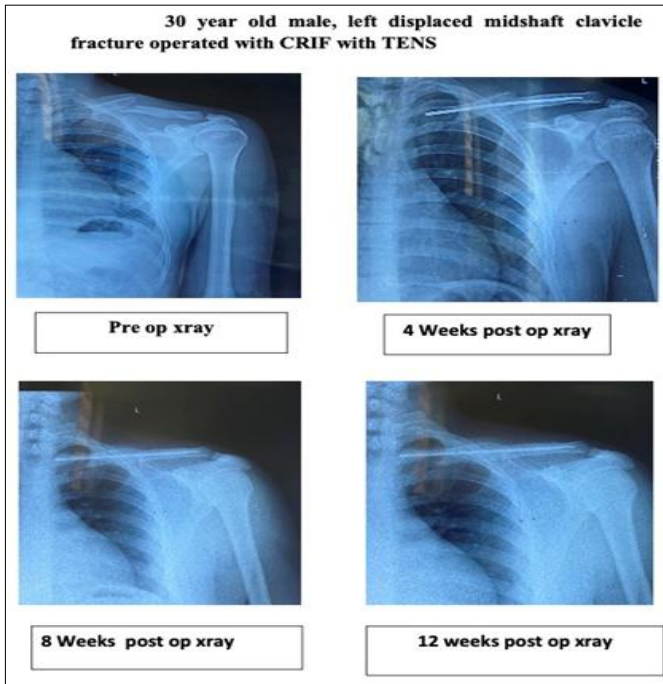 30 year old male, left displaced midshaft clavicle
fracture operated with CRIF with TENS
L
Pre op xray
4 Weeks post op xray
L
8 Weeks post op xray
L
12 weeks post op xray